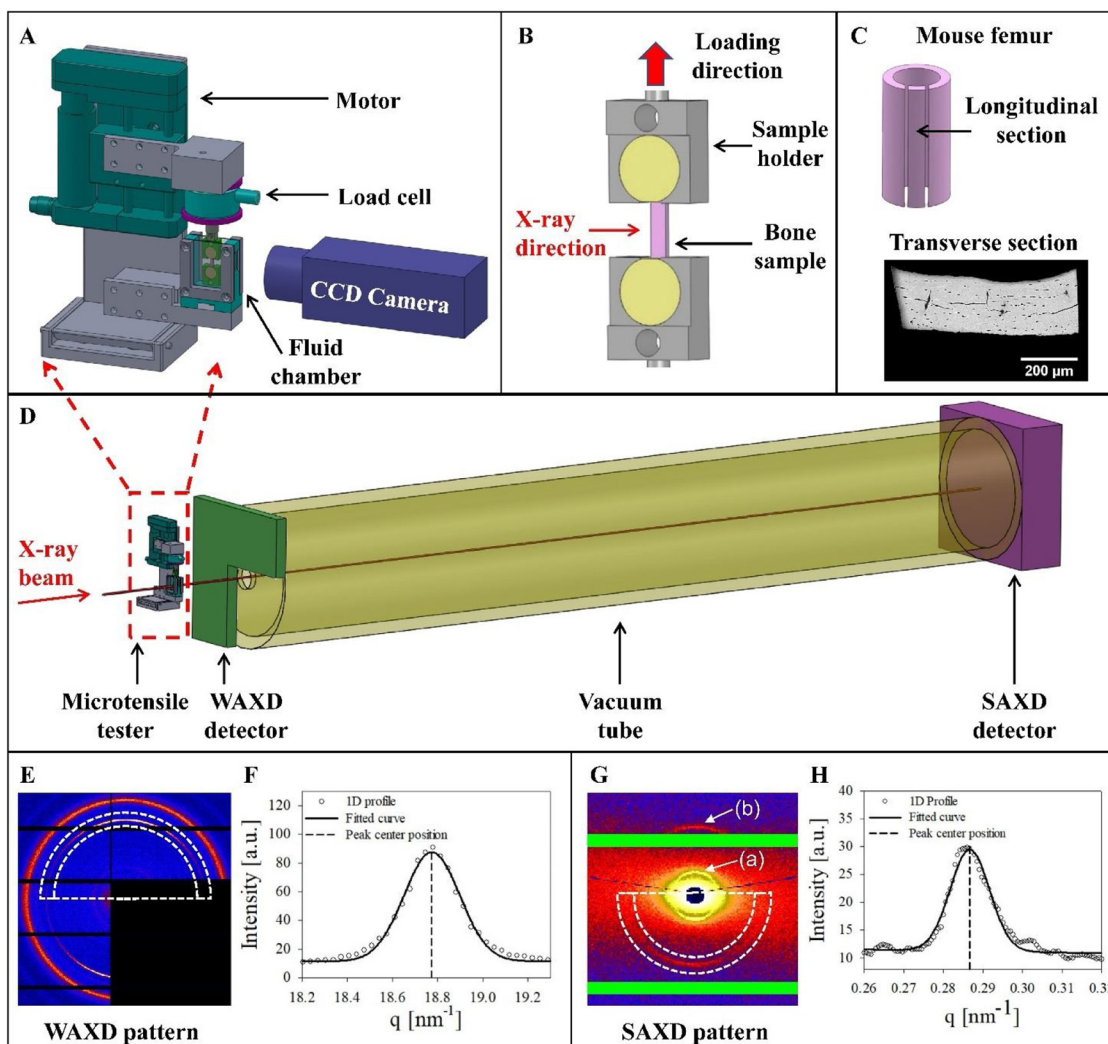 A
Motor
Load cell
CCD Camera
Fluid
chamber
B
Loading
direction
Sample
holder
X-ray
direction
Bone
sample
C
Mouse femur
Longitudinal
section
Transverse section
200 µm
D
X-ray
beam
Microtensile
tester
WAXD
detector
Vacuum
tube
SAXD
detector
E
WAXD pattern
F
1D profile
Fitted curve
Peak center position
Intensity [a.u.]
120
100
80
60
40
20
0
18.2 18.4 18.6 18.8 19.0 19.2
q [nm⁻¹]
G
(b)
(a)
SAXD pattern
H
1D Profile
Fitted curve
Peak center position
Intensity [a.u.]
40
35
30
25
20
15
10
0.26 0.27 0.28 0.29 0.30 0.31
q [nm⁻¹]